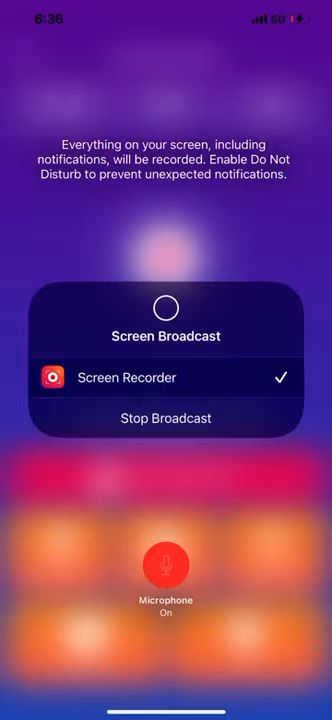 6:36
5G
Everything on your screen, including
notifications, will be recorded. Enable Do Not
Disturb to prevent unexpected notifications.
Screen Broadcast
Screen Recorder
Stop Broadcast
Microphone
On